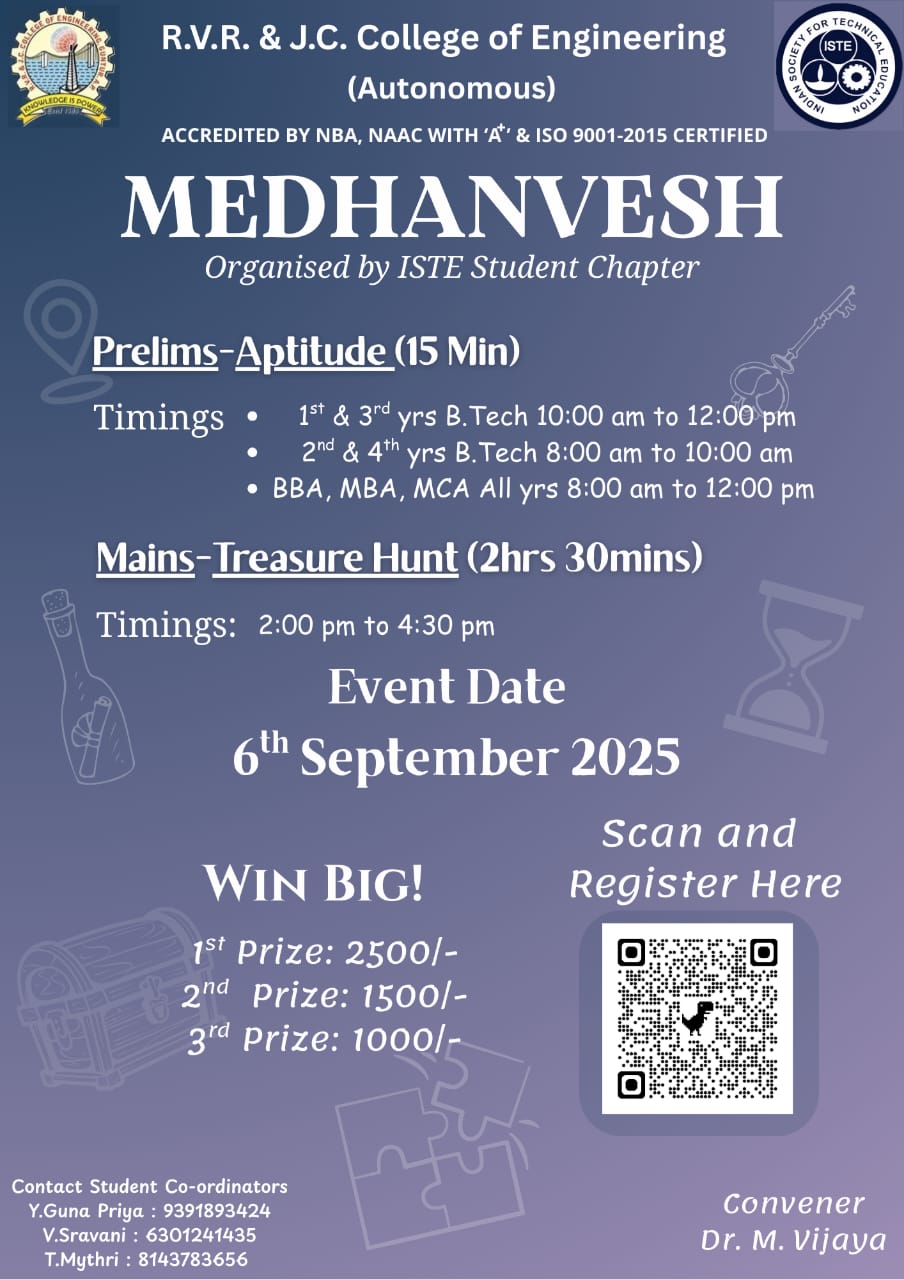 R.V.R. & J.C. College of Engineering
(Autonomous)
ACCREDITED BY NBA, NAAC WITH ‘A+’ & ISO 9001-2015 CERTIFIED
KNOWLEDGE IS POWER
INDIAN SOCIETY FOR TECHNICAL EDUCATION
ISTE
MEDHANVESH
Organised by ISTE Student Chapter
Prelims-Aptitude (15 Min)
Timings
• 1st & 3rd yrs B.Tech 10:00 am to 12:00 pm
• 2nd & 4th yrs B.Tech 8:00 am to 10:00 am
• BBA, MBA, MCA All yrs 8:00 am to 12:00 pm
Mains-Treasure Hunt (2hrs 30mins)
Timings: 2:00 pm to 4:30 pm
Event Date
6th September 2025
Scan and
Register Here
WIN BIG!
1st Prize: 2500/-
2nd Prize: 1500/-
3rd Prize: 1000/-
Contact Student Co-ordinators
Y.Guna Priya : 9391893424
V.Sravani : 6301241435
T.Mythri : 8143783656
Convener
Dr. M. Vijaya